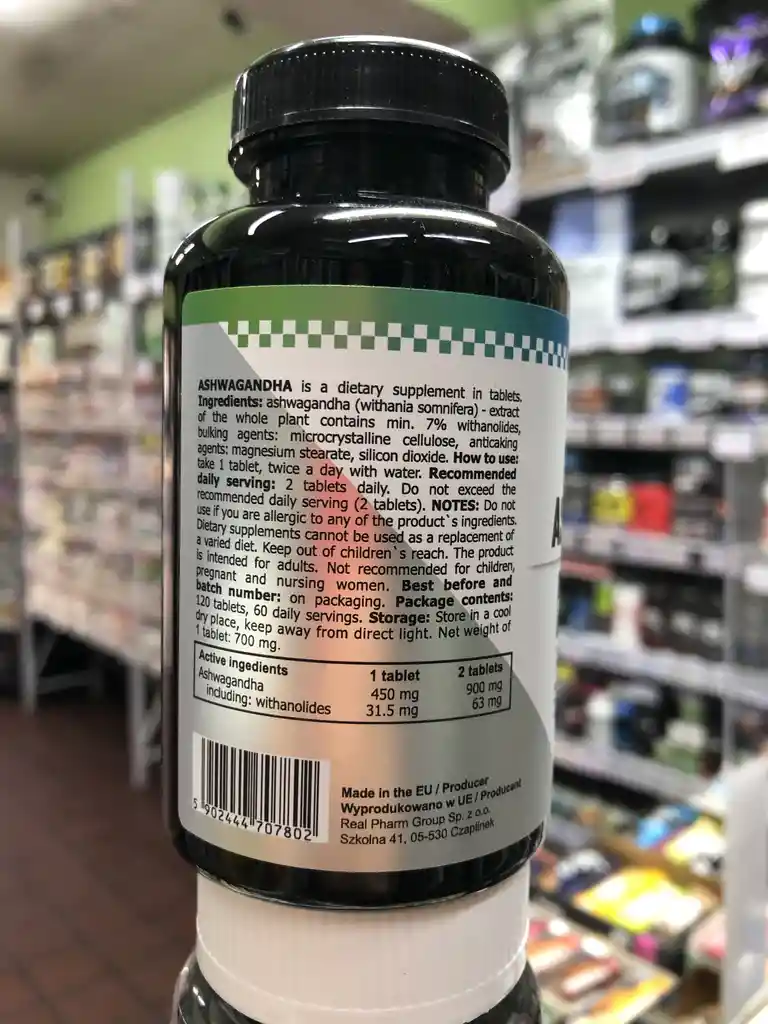 ASHWAGANDHA is a dietary supplement in tablets.
Ingredients: ashwagandha (withania somnifera) - extract
of the whole plant contains min. 7% withanolides,
bulking agents: microcrystalline cellulose, anticaking
agents: magnesium stearate, silicon dioxide. How to use:
take 1 tablet, twice a day with water. Recommended
daily serving: 2 tablets daily. Do not exceed the
recommended daily serving (2 tablets). NOTES: Do not
use if you are allergic to any of the product`s ingredients.
Dietary supplements cannot be used as a replacement of
a varied diet. Keep out of children`s reach. The product
is intended for adults. Not recommended for children,
pregnant and nursing women. Best before and
batch number: on packaging. Package contents:
120 tablets, 60 daily servings. Storage: Store in a cool
dry place, keep away from direct light. Net weight of
1 tablet: 700 mg.
Active ingredients 1 tablet 2 tablets
Ashwagandha 450 mg 900 mg
including: withanolides 31.5 mg 63 mg
5 902444 707802
Made in the EU / Producer
Wyprodukowano w UE / Producent
Real Pharm Group Sp. z o.o.
Szkolna 41, 05-530 Czaplinek